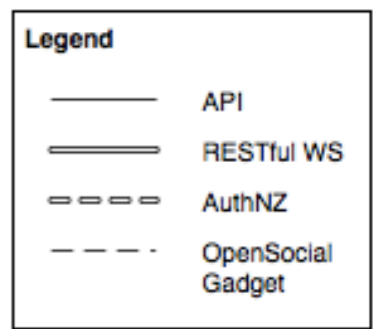 Legend
API
RESTful WS
AuthNZ
OpenSocial
Gadget